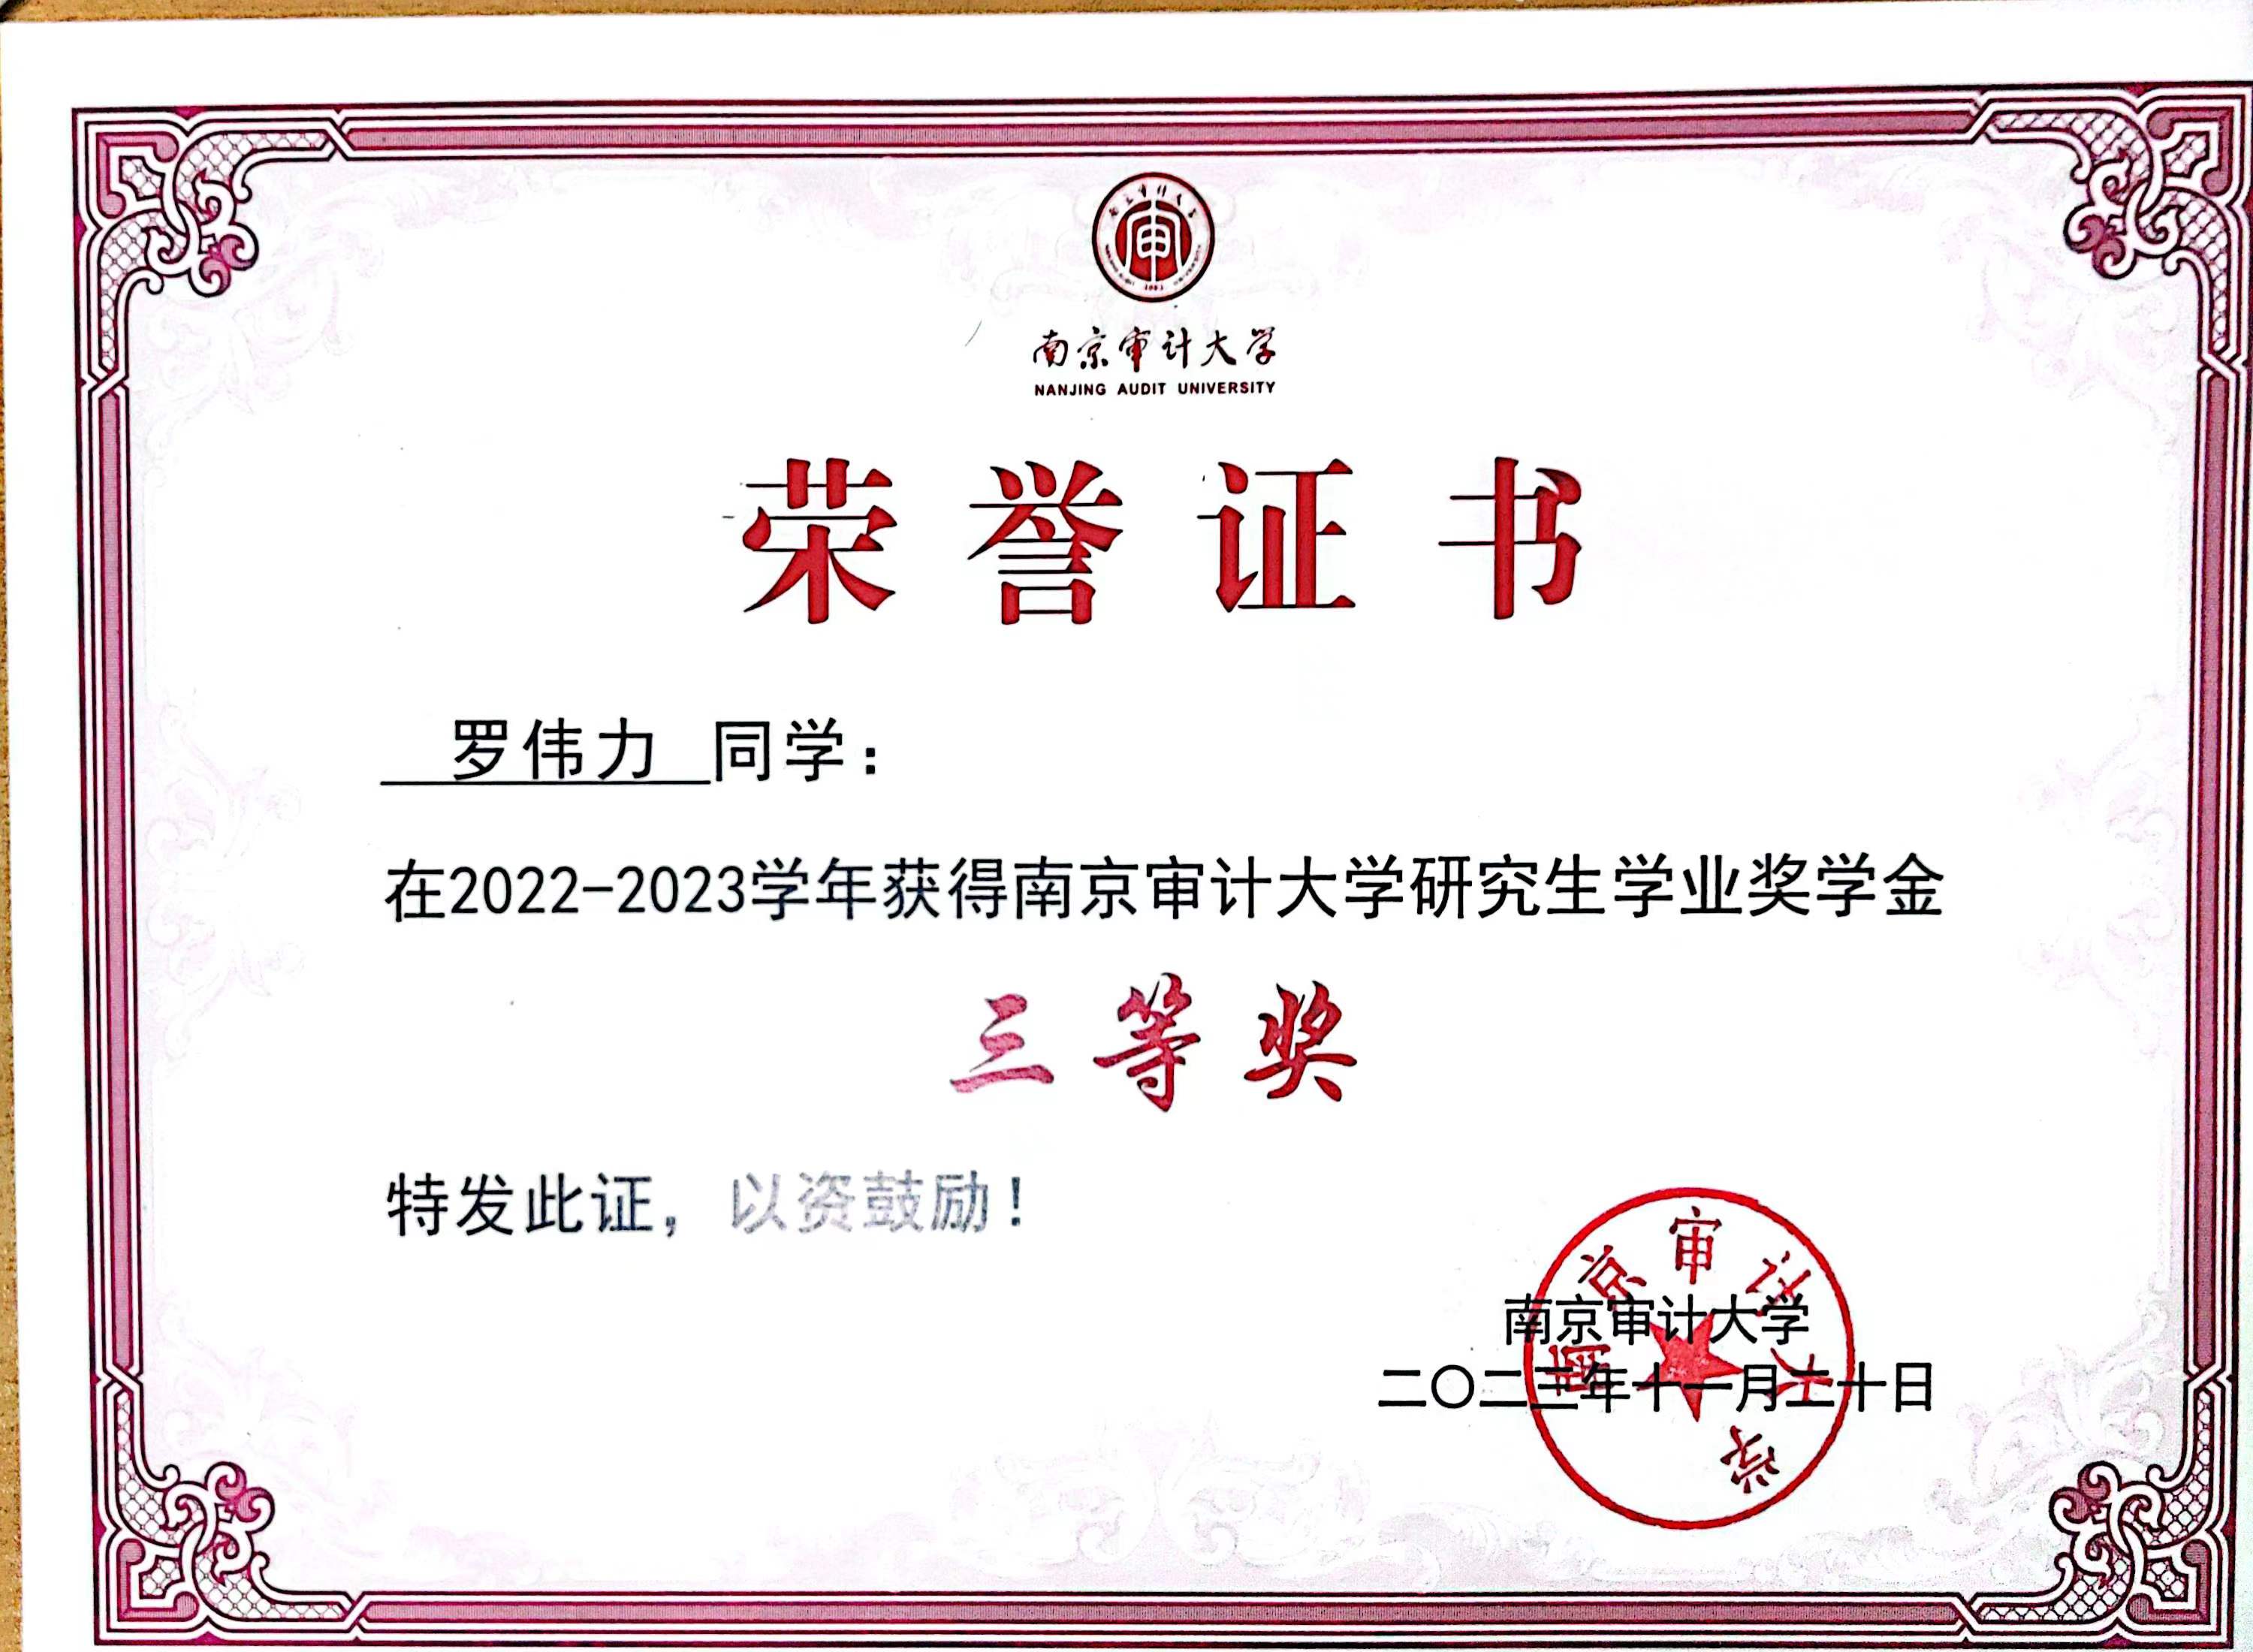 审
南京审计大学
NANJING AUDIT UNIVERSITY
荣誉证书
罗伟力 同学：
在2022-2023学年获得南京审计大学研究生学业奖学金
三等奖
特发此证，以资鼓励！
南京审计大学
二〇二三年十一月二十日
南京审计大学